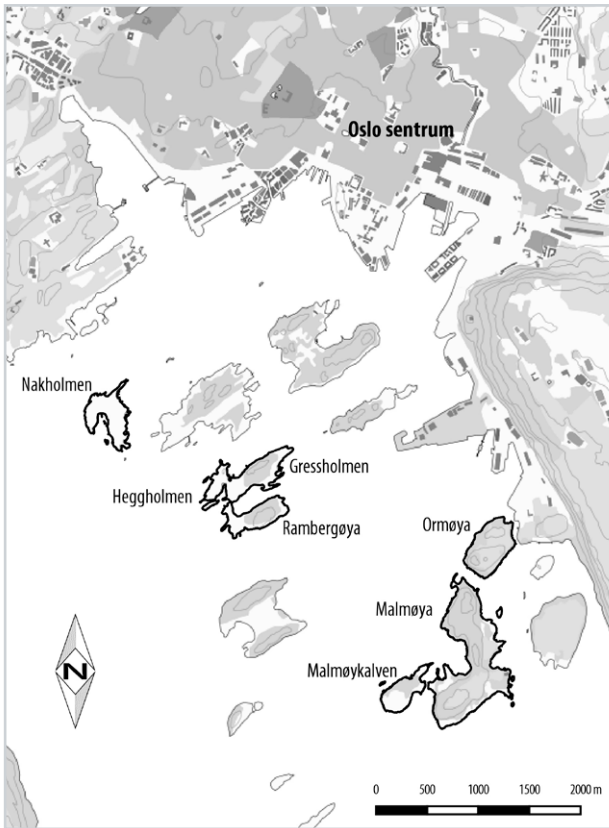 Oslo sentrum
Nakholmen
Gressholmen
Heggholmen
Rambergøya
Ormøya
Malmøya
Malmøykalven
N
0 500 1000 1500 2000 m